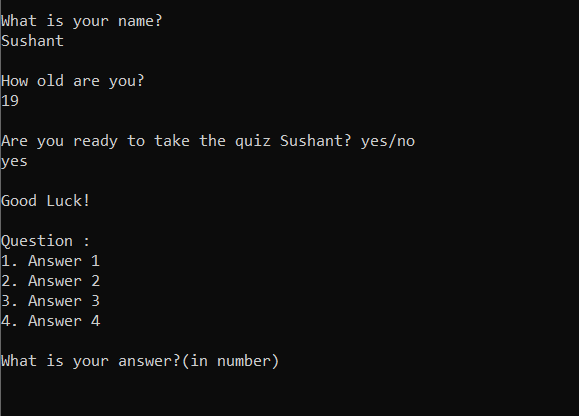 What is your name?
Sushant
How old are you?
19
Are you ready to take the quiz Sushant? yes/no
yes
Good Luck!
Question :
1. Answer 1
2. Answer 2
3. Answer 3
4. Answer 4
What is your answer?(in number)